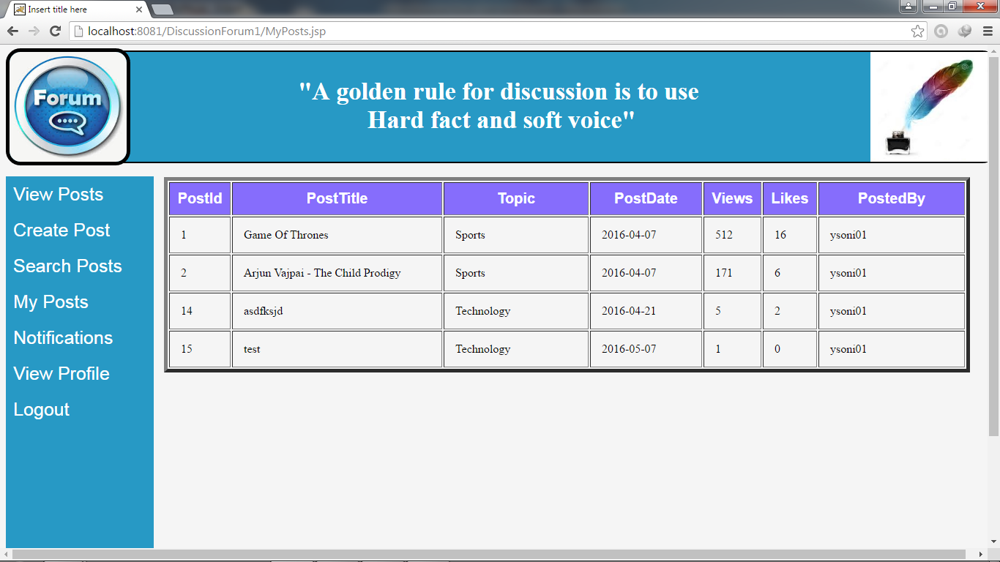 Insert title here
localhost:8081/DiscussionForum1/MyPosts.jsp
Forum
"A golden rule for discussion is to use
Hard fact and soft voice"
View Posts
Create Post
Search Posts
My Posts
Notifications
View Profile
Logout
PostId PostTitle Topic PostDate Views Likes PostedBy
1 Game Of Thrones Sports 2016-04-07 512 16 ysoni01
2 Arjun Vajpai - The Child Prodigy Sports 2016-04-07 171 6 ysoni01
14 asdfksjd Technology 2016-04-21 5 2 ysoni01
15 test Technology 2016-05-07 1 0 ysoni01